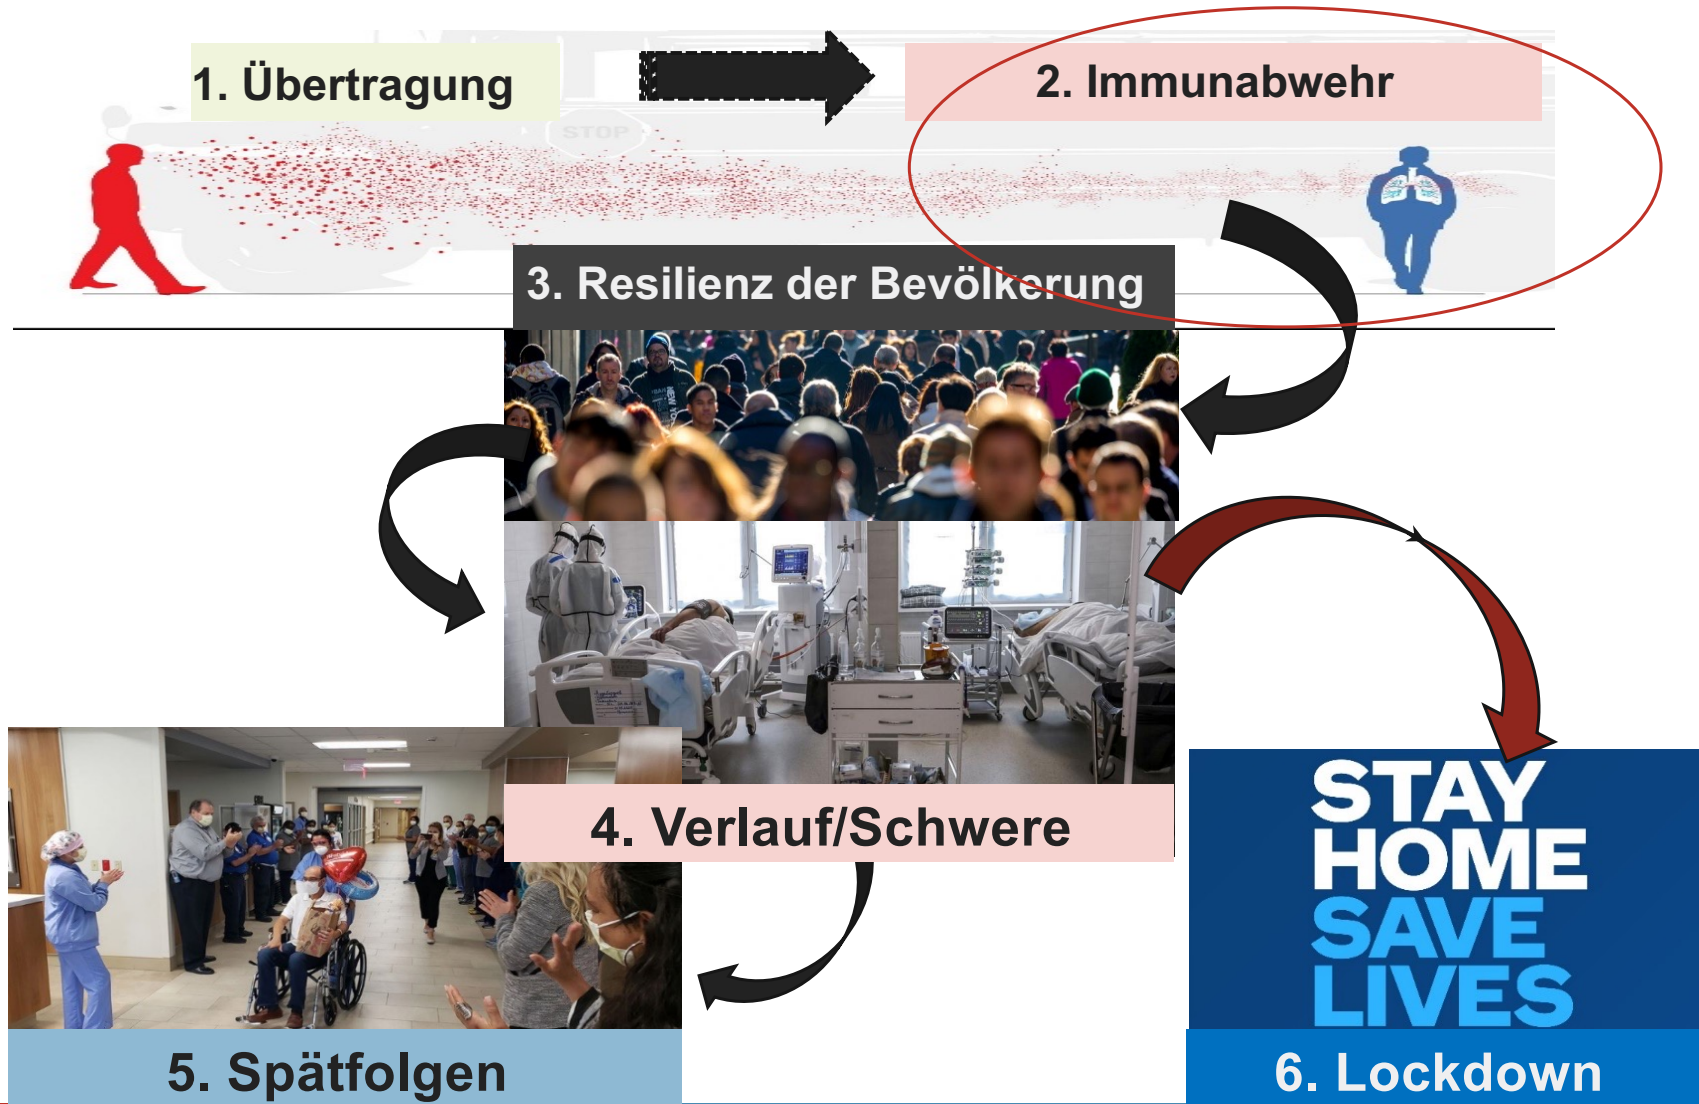 1. Übertragung
2. Immunabwehr
STOP
3. Resilienz der Bevölkerung
NEW
4. Verlauf/Schwere
STAY
HOME
SAVE
LIVES
5. Spätfolgen
6. Lockdown